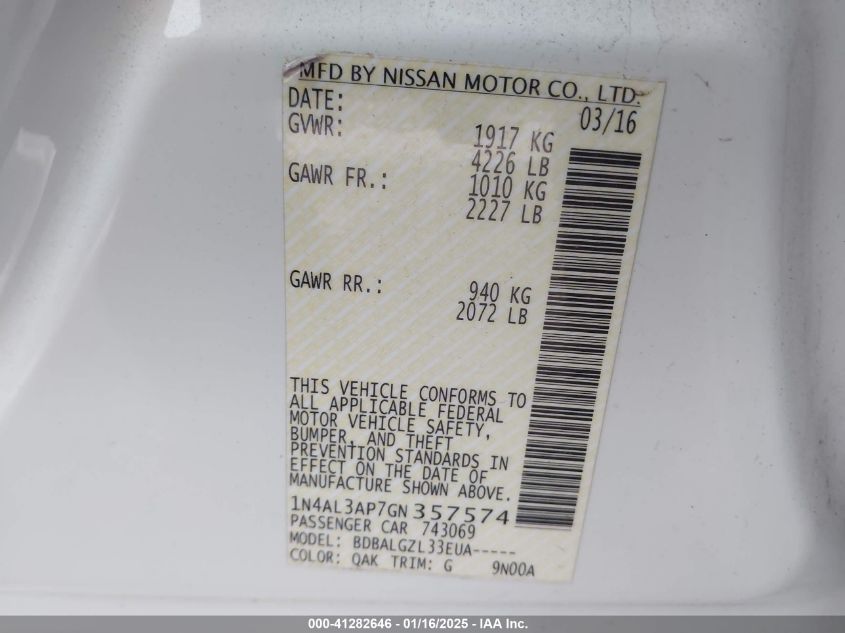 MFD BY NISSAN MOTOR CO., LTD.
DATE: 03/16
GVWR: 1917 KG
4226 LB
GAWR FR.: 1010 KG
2227 LB
GAWR RR.: 940 KG
2072 LB
THIS VEHICLE CONFORMS TO
ALL APPLICABLE FEDERAL
MOTOR VEHICLE SAFETY,
BUMPER, AND THEFT
PREVENTION STANDARDS IN
EFFECT ON THE DATE OF
MANUFACTURE SHOWN ABOVE.
1N4AL3AP7GN357574
PASSENGER CAR 743069
MODEL: BDBALGZL33EUA-----
COLOR: QAK TRIM: G 9N00A
000-41282646 - 01/16/2025 - IAA Inc.